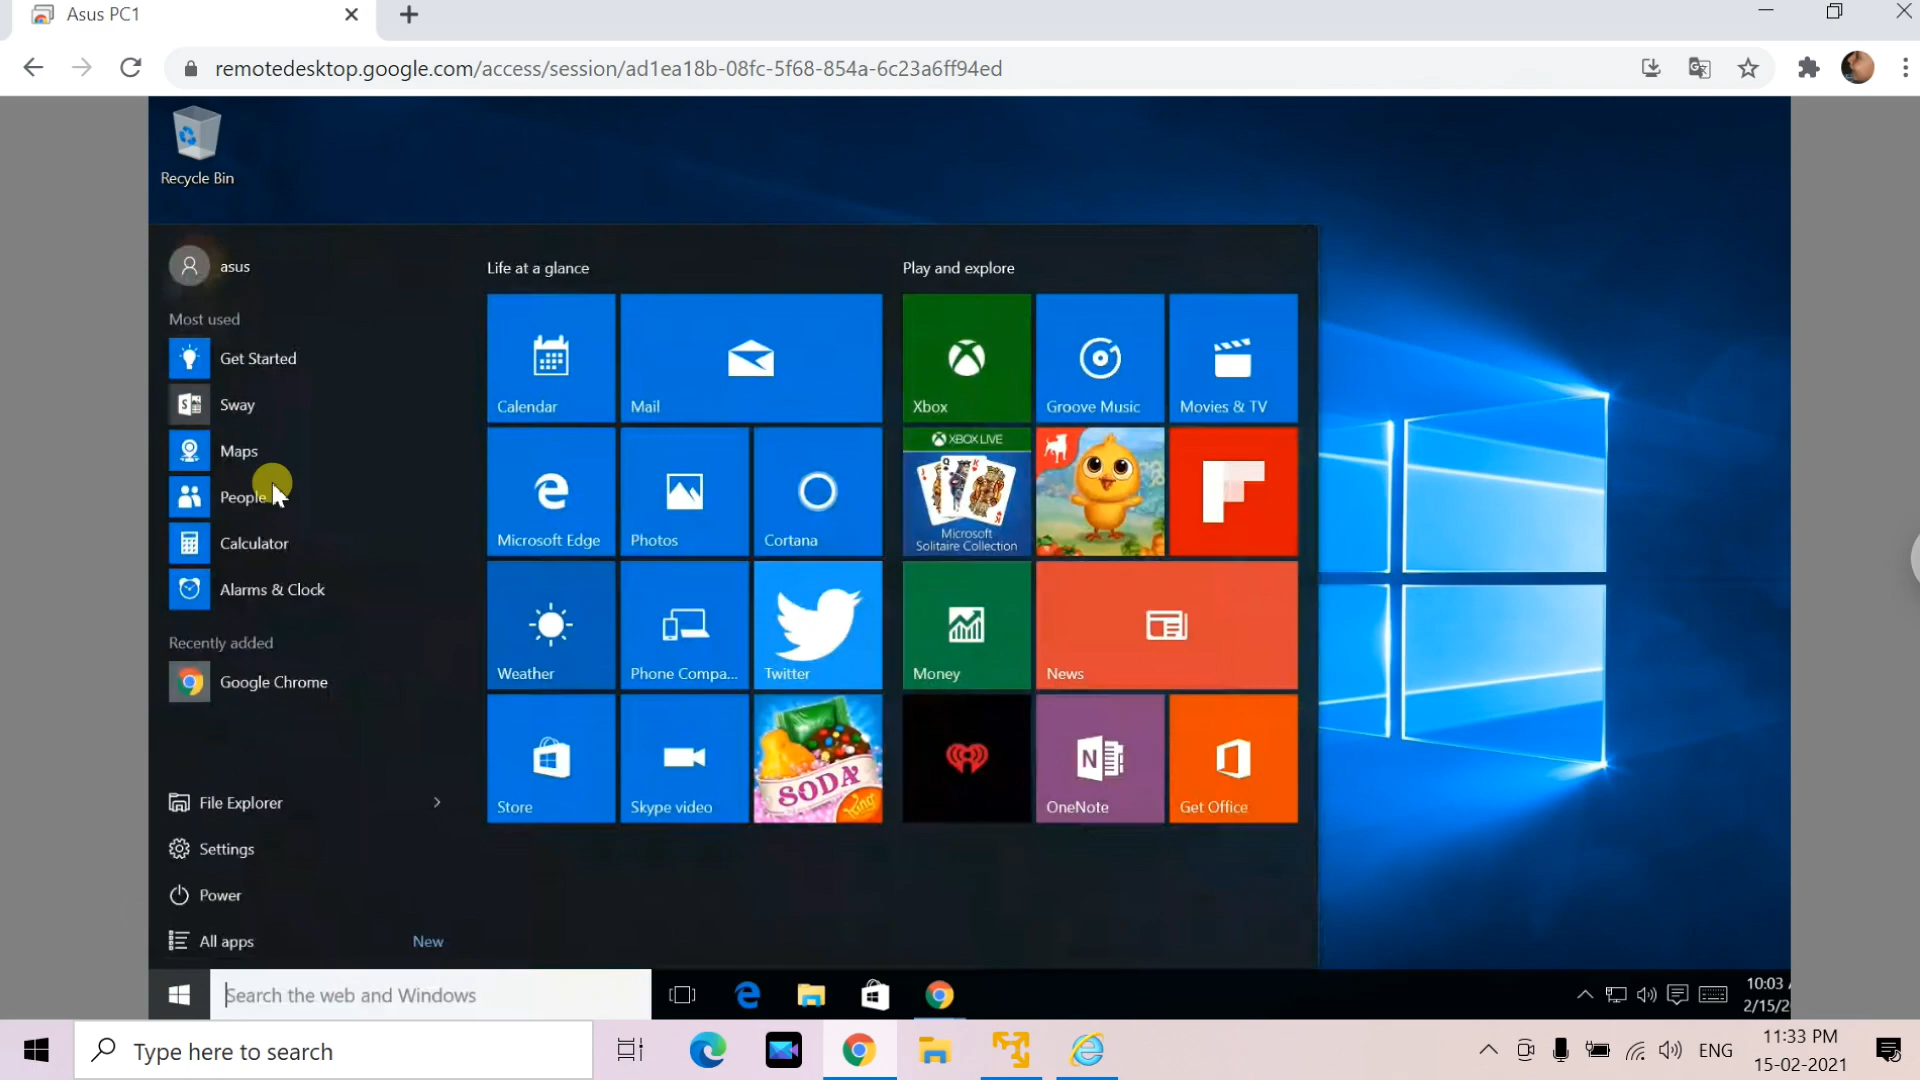 Asus PC1
remotedesktop.google.com/access/session/ad1ea18b-08fc-5f68-854a-6c23a6ff94ed
Recycle Bin
asus
Most used
Get Started
Sway
Maps
People
Calculator
Alarms & Clock
Recently added
Google Chrome
File Explorer
Settings
Power
All apps
New
Life at a glance
Calendar
Mail
Microsoft Edge
Photos
Cortana
Weather
Phone Compa...
Twitter
Store
Skype video
SODA
king
Play and explore
Xbox
Groove Music
Movies & TV
XBOX LIVE
Microsoft
Solitaire Collection
Money
News
OneNote
Get Office
Search the web and Windows
10:03
2/15/2
Type here to search
ENG
11:33 PM
15-02-2021